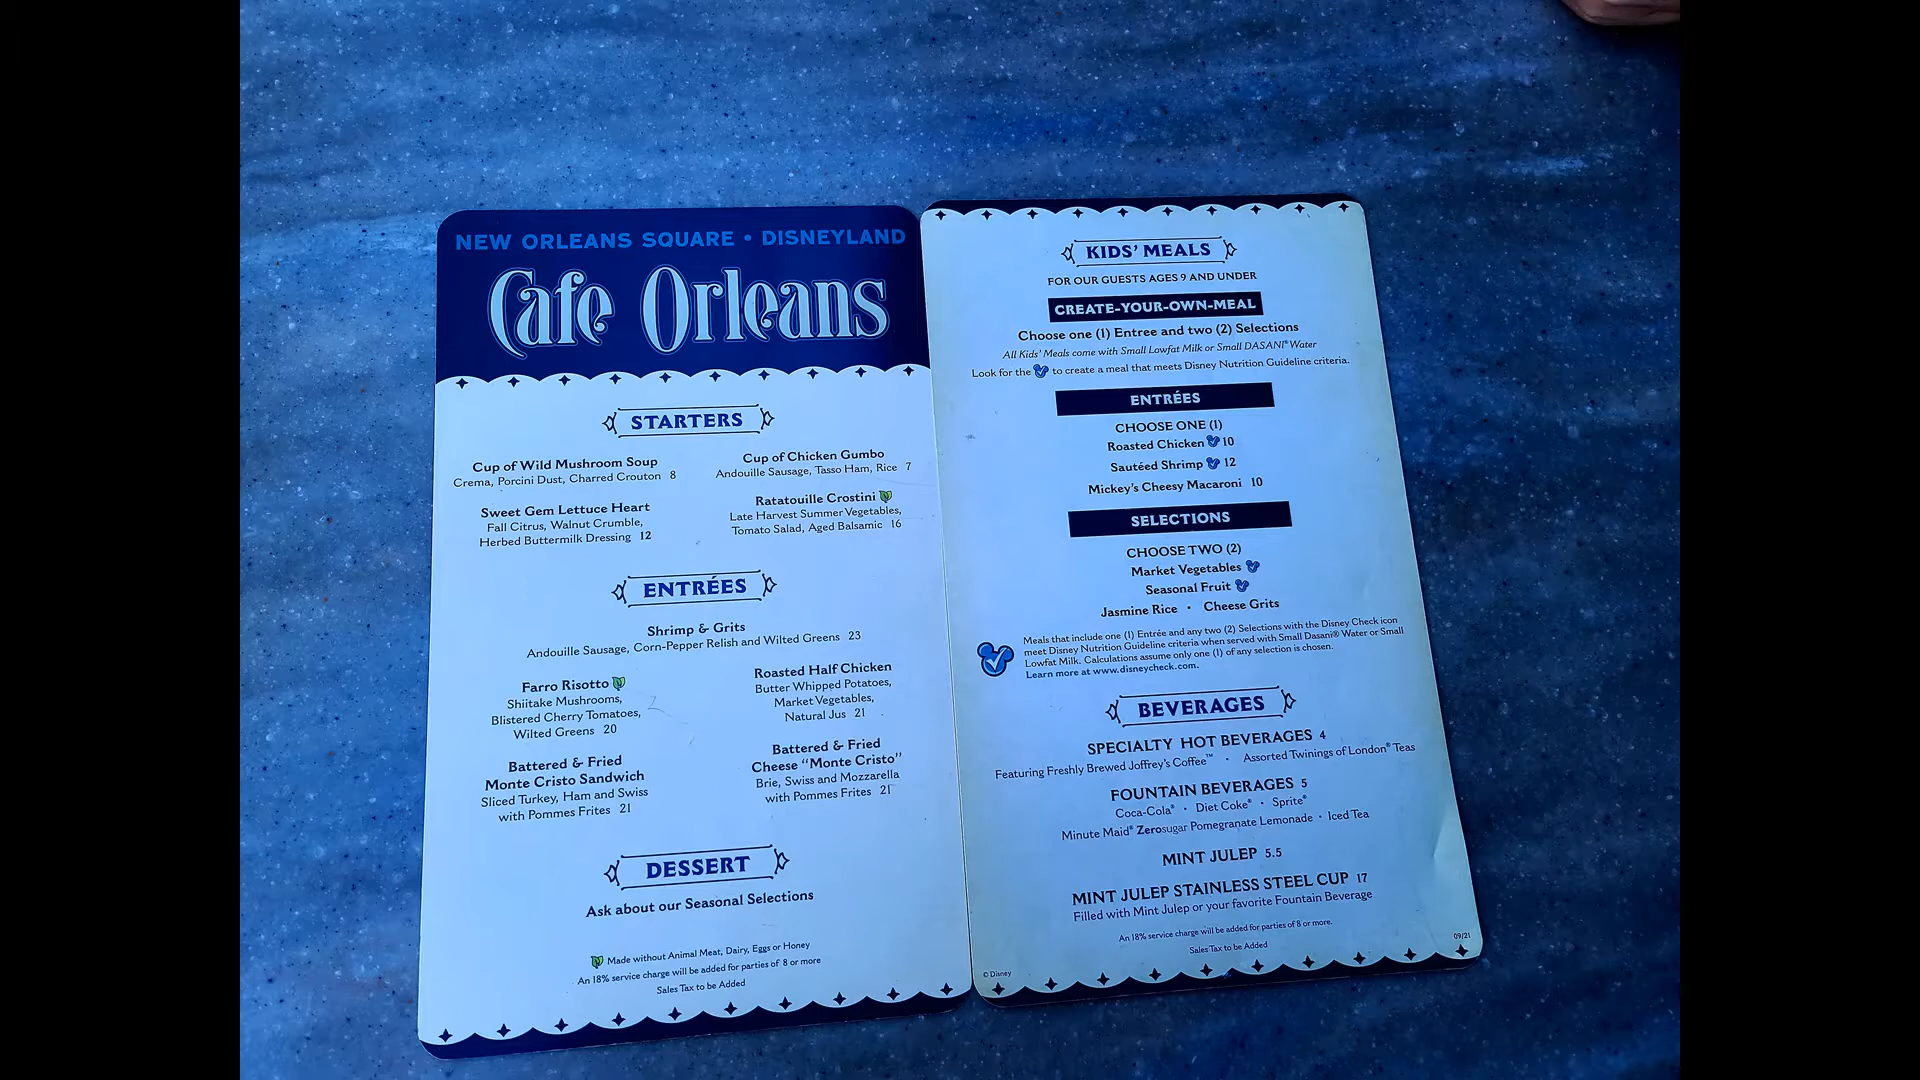 NEW ORLEANS SQUARE • DISNEYLAND
Cafe Orleans
STARTERS
Cup of Wild Mushroom Soup
Crema, Porcini Dust, Charred Crouton 8
Cup of Chicken Gumbo
Andouille Sausage, Tasso Ham, Rice 7
Sweet Gem Lettuce Heart
Fall Citrus, Walnut Crumble,
Herbed Buttermilk Dressing 12
Ratatouille Crostini
Late Harvest Summer Vegetables,
Tomato Salad, Aged Balsamic 16
ENTRÉES
Shrimp & Grits
Andouille Sausage, Corn-Pepper Relish and Wilted Greens 23
Farro Risotto
Shiitake Mushrooms,
Blistered Cherry Tomatoes,
Wilted Greens 20
Roasted Half Chicken
Butter Whipped Potatoes,
Market Vegetables,
Natural Jus 21
Battered & Fried
Monte Cristo Sandwich
Sliced Turkey, Ham and Swiss
with Pommes Frites 21
Battered & Fried
Cheese “Monte Cristo”
Brie, Swiss and Mozzarella
with Pommes Frites 21
DESSERT
Ask about our Seasonal Selections
Made without Animal Meat, Dairy, Eggs or Honey
An 18% service charge will be added for parties of 8 or more
Sales Tax to be Added
KIDS’ MEALS
FOR OUR GUESTS AGES 9 AND UNDER
CREATE-YOUR-OWN-MEAL
Choose one (1) Entree and two (2) Selections
All Kids’ Meals come with Small Lowfat Milk or Small DASANI® Water
Look for the to create a meal that meets Disney Nutrition Guideline criteria.
ENTRÉES
CHOOSE ONE (1)
Roasted Chicken 10
Sautéed Shrimp 12
Mickey’s Cheesy Macaroni 10
SELECTIONS
CHOOSE TWO (2)
Market Vegetables
Seasonal Fruit
Jasmine Rice • Cheese Grits
Meals that include one (1) Entrée and any two (2) Selections with the Disney Check icon
meet Disney Nutrition Guideline criteria when served with Small Dasani® Water or Small
Lowfat Milk. Calculations assume only one (1) of any selection is chosen.
Learn more at www.disneycheck.com.
BEVERAGES
SPECIALTY HOT BEVERAGES 4
Featuring Freshly Brewed Joffrey’s Coffee™ • Assorted Twinings of London® Teas
FOUNTAIN BEVERAGES 5
Coca-Cola® • Diet Coke® • Sprite®
Minute Maid® Zerosugar Pomegranate Lemonade • Iced Tea
MINT JULEP 5.5
MINT JULEP STAINLESS STEEL CUP 17
Filled with Mint Julep or your favorite Fountain Beverage
An 18% service charge will be added for parties of 8 or more.
Sales Tax to be Added
© Disney
09/21